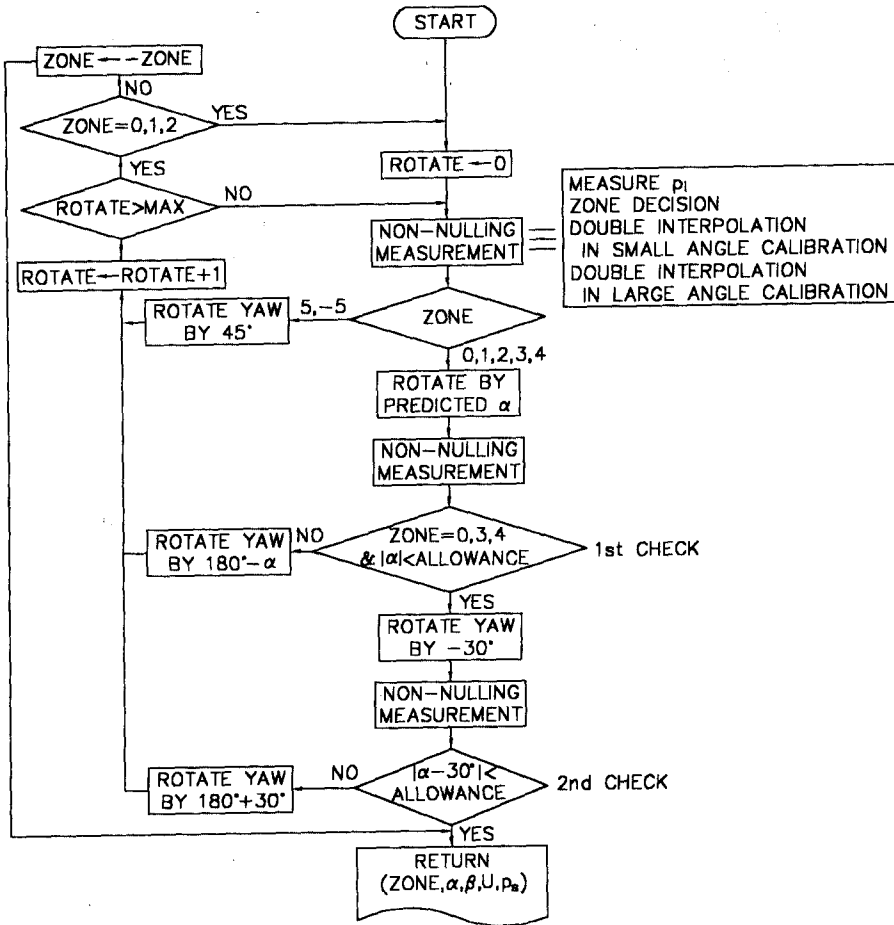 START
ZONE←−ZONE
NO
YES
ZONE=0,1,2
YES
ROTATE←0
ROTATE>MAX
NO
NON−NULLING
MEASUREMENT
MEASURE pᵢ
ZONE DECISION
DOUBLE INTERPOLATION
IN SMALL ANGLE CALIBRATION
DOUBLE INTERPOLATION
IN LARGE ANGLE CALIBRATION
ROTATE←ROTATE+1
ROTATE YAW
BY 45°
5,−5
ZONE
0,1,2,3,4
ROTATE BY
PREDICTED α
NON−NULLING
MEASUREMENT
ROTATE YAW
BY 180°−α
NO
ZONE=0,3,4
& |α|<ALLOWANCE
1st CHECK
YES
ROTATE YAW
BY −30°
NON−NULLING
MEASUREMENT
ROTATE YAW
BY 180°+30°
NO
|α−30°|<
ALLOWANCE
2nd CHECK
YES
RETURN
(ZONE,α,β,U,pₛ)